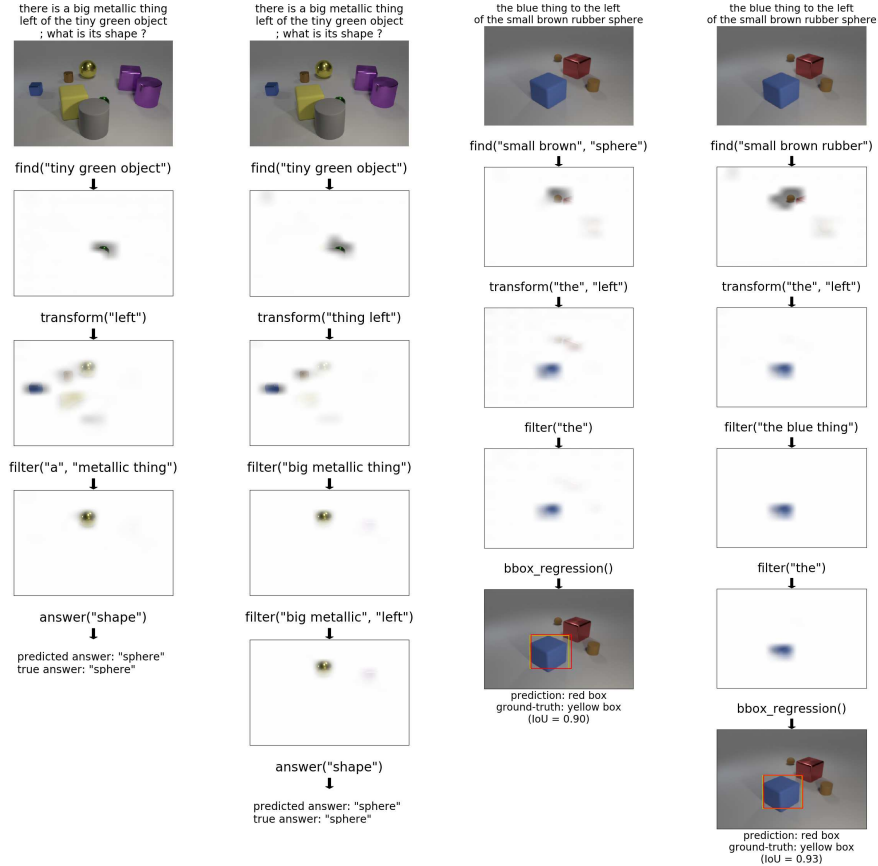 there is a big metallic thing
left of the tiny green object
; what is its shape ?
find("tiny green object")
transform("left")
filter("a", "metallic thing")
answer("shape")
predicted answer: "sphere"
true answer: "sphere"
there is a big metallic thing
left of the tiny green object
; what is its shape ?
find("tiny green object")
transform("thing left")
filter("big metallic thing")
filter("big metallic", "left")
answer("shape")
predicted answer: "sphere"
true answer: "sphere"
the blue thing to the left
of the small brown rubber sphere
find("small brown", "sphere")
transform("the", "left")
filter("the")
bbox_regression()
prediction: red box
ground-truth: yellow box
(IoU = 0.90)
the blue thing to the left
of the small brown rubber sphere
find("small brown rubber")
transform("the", "left")
filter("the blue thing")
filter("the")
bbox_regression()
prediction: red box
ground-truth: yellow box
(IoU = 0.93)